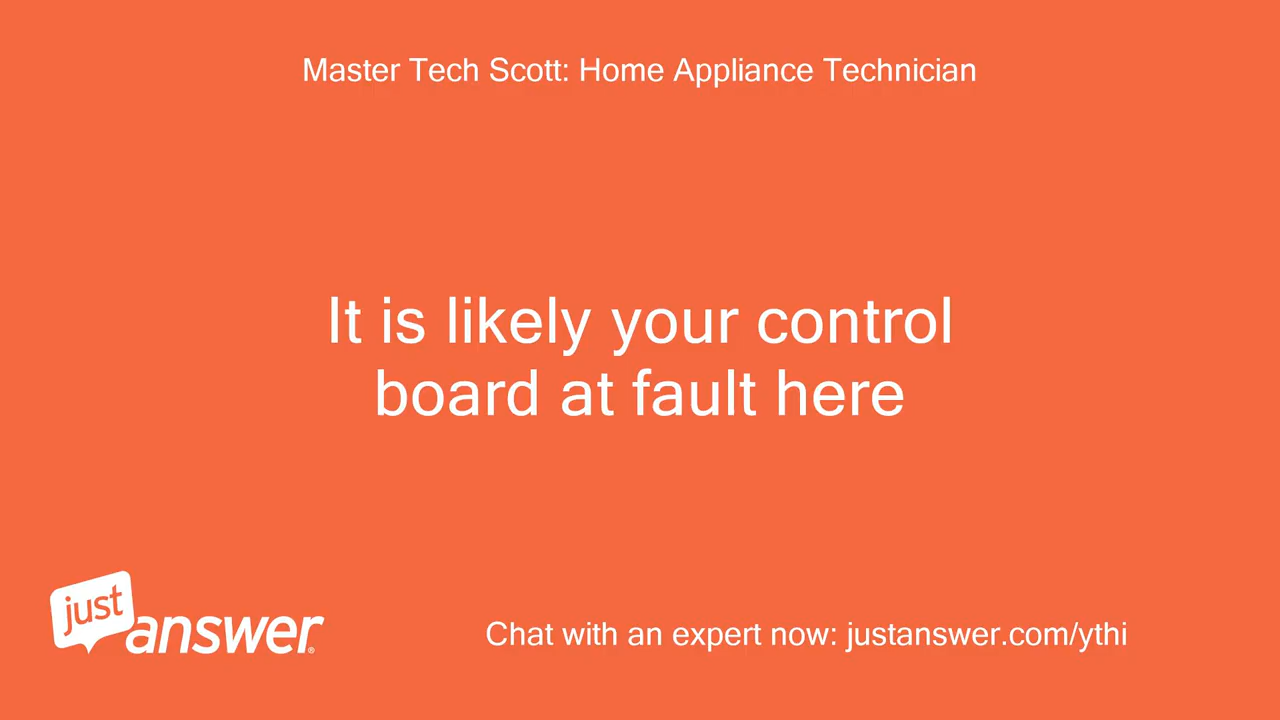 Master Tech Scott: Home Appliance Technician
It is likely your control
board at fault here
just
answer®
Chat with an expert now: justanswer.com/ythi